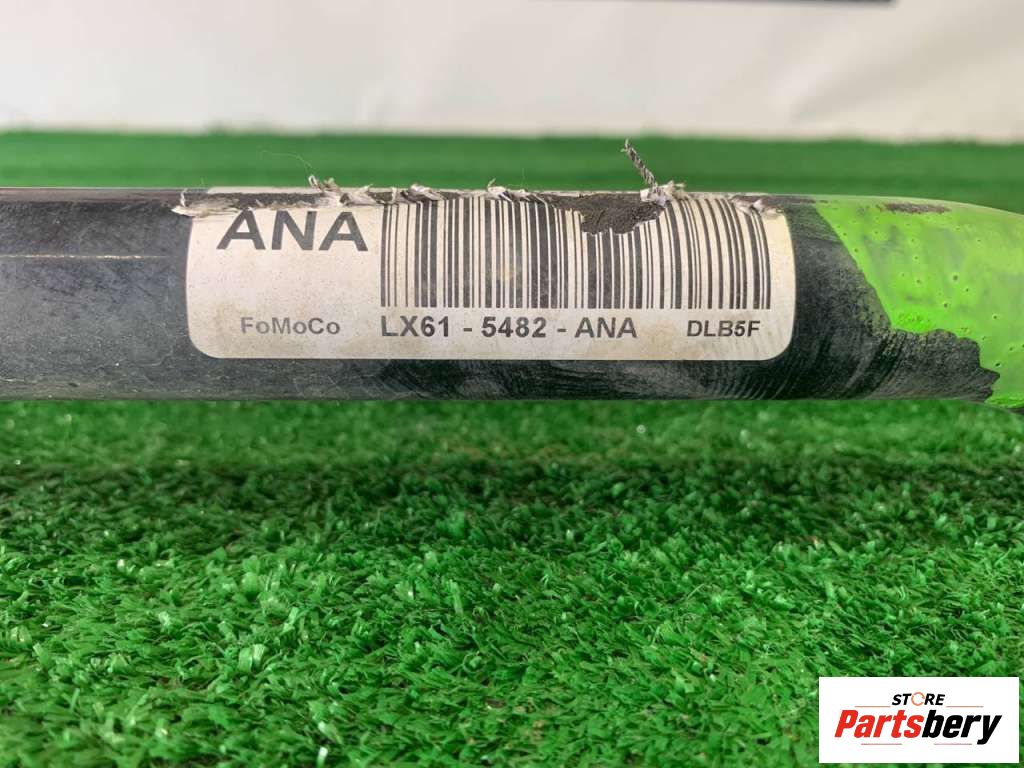 ANA
FoMoCo LX61 - 5482 - ANA DLB5F
STORE
Partsbery